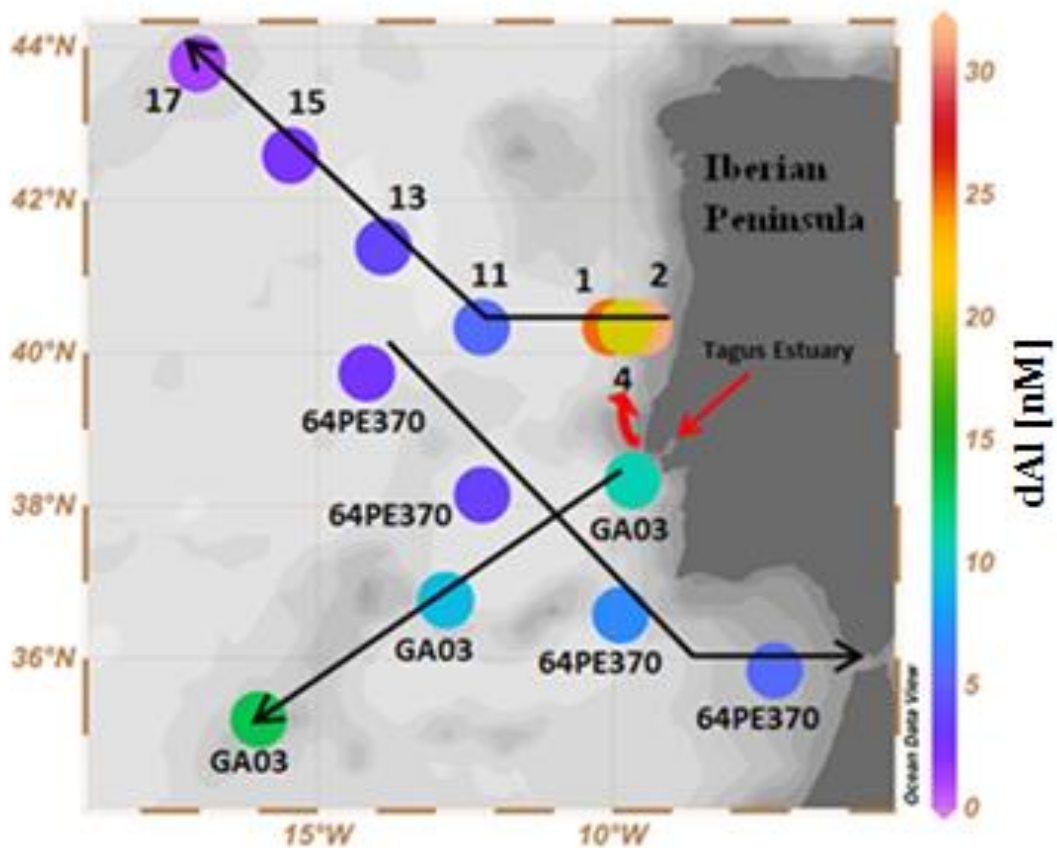 44°N
42°N
40°N
38°N
36°N
15°W
10°W
17
15
13
11
1
2
4
Iberian
Peninsula
Tagus Estuary
64PE370
64PE370
GA03
GA03
64PE370
64PE370
GA03
Ocean Data View
30
25
20
15
10
5
0
dAl [nM]